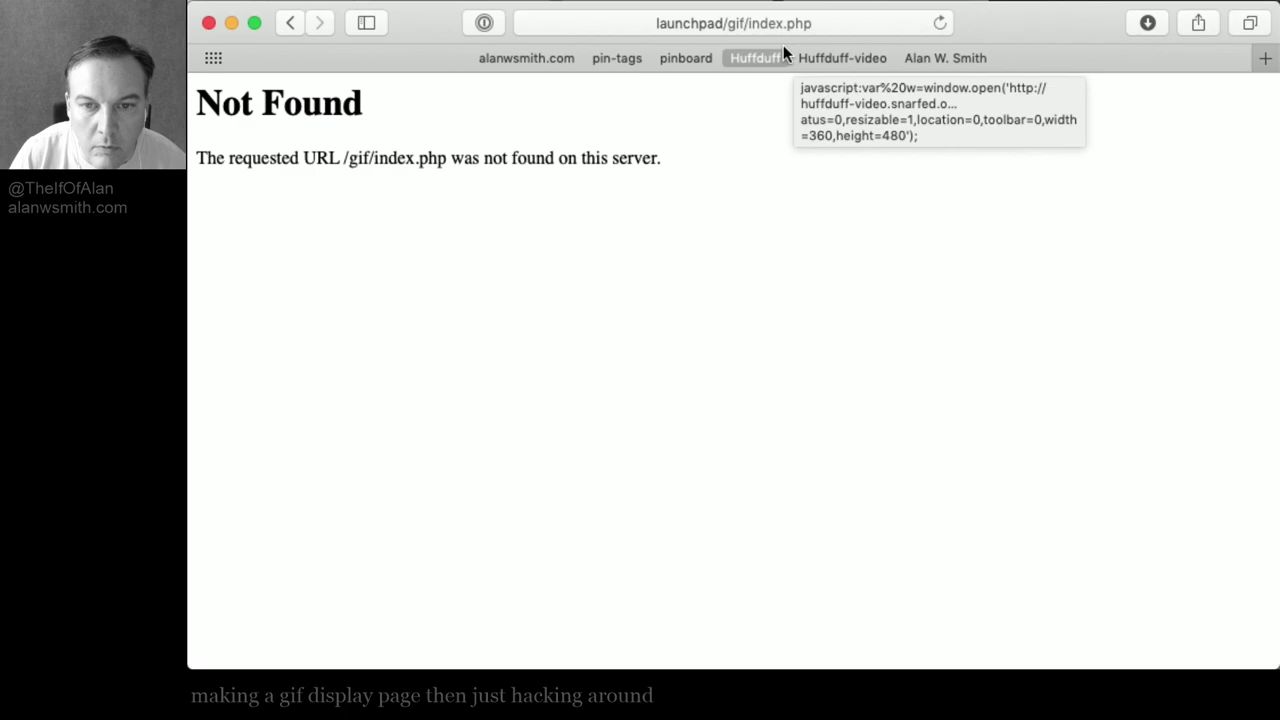 launchpad/gif/index.php
alanwsmith.com pin-tags pinboard Huffduff Huffduff-video Alan W. Smith
javascript:var%20w=window.open('http://
huffduff-video.snarfed.o...
atus=0,resizable=1,location=0,toolbar=0,width
=360,height=480');
Not Found
The requested URL /gif/index.php was not found on this server.
@TheIfOfAlan
alanwsmith.com
making a gif display page then just hacking around